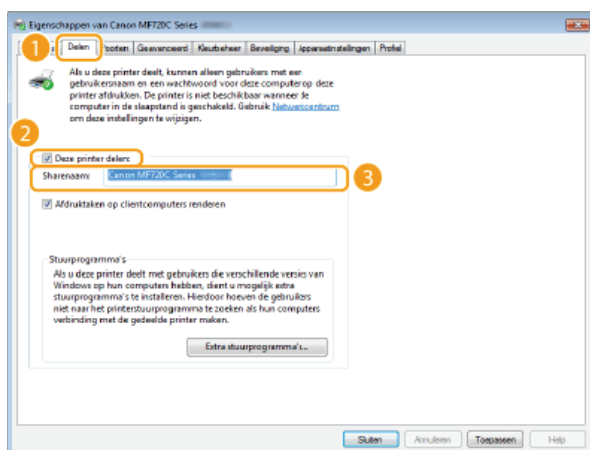 Eigenschappen van Canon MF720C Series
1
Delen Poorten Geavanceerd Kleurbeheer Beveiliging Apparaatinstellingen Profiel
Als u deze printer deelt, kunnen alleen gebruikers met een
gebruikersnaam en een wachtwoord voor deze computer op deze
printer afdrukken. De printer is niet beschikbaar wanneer de
computer in de slaapstand is geschakeld. Gebruik Netwerkcentrum
om deze instellingen te wijzigen.
2
Deze printer delen:
Sharenaam: Canon MF720C Series
3
Afdruktaken op clientcomputers renderen
Stuurprogramma's
Als u deze printer deelt met gebruikers die verschillende versies van
Windows op hun computers hebben, dient u mogelijk extra
stuurprogramma's te installeren. Hierdoor hoeven de gebruikers
niet naar het printerstuurprogramma te zoeken als hun computers
verbinding met de gedeelde printer maken.
Extra stuurprogramma's...
Sluiten Annuleren Toepassen Help